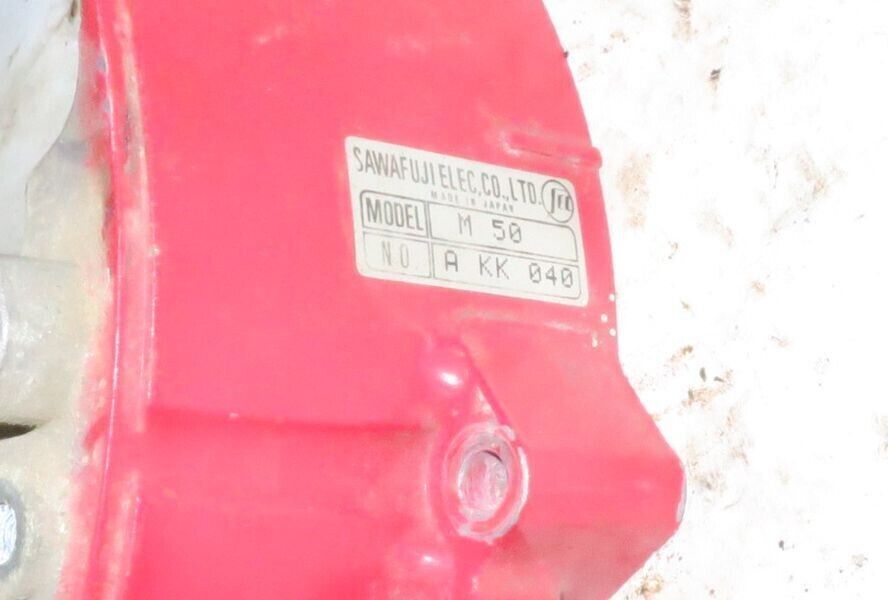 SAWAFUJI ELEC,CO.,LTD.
MADE IN JAPAN
MODEL M 50
NO A KK 040